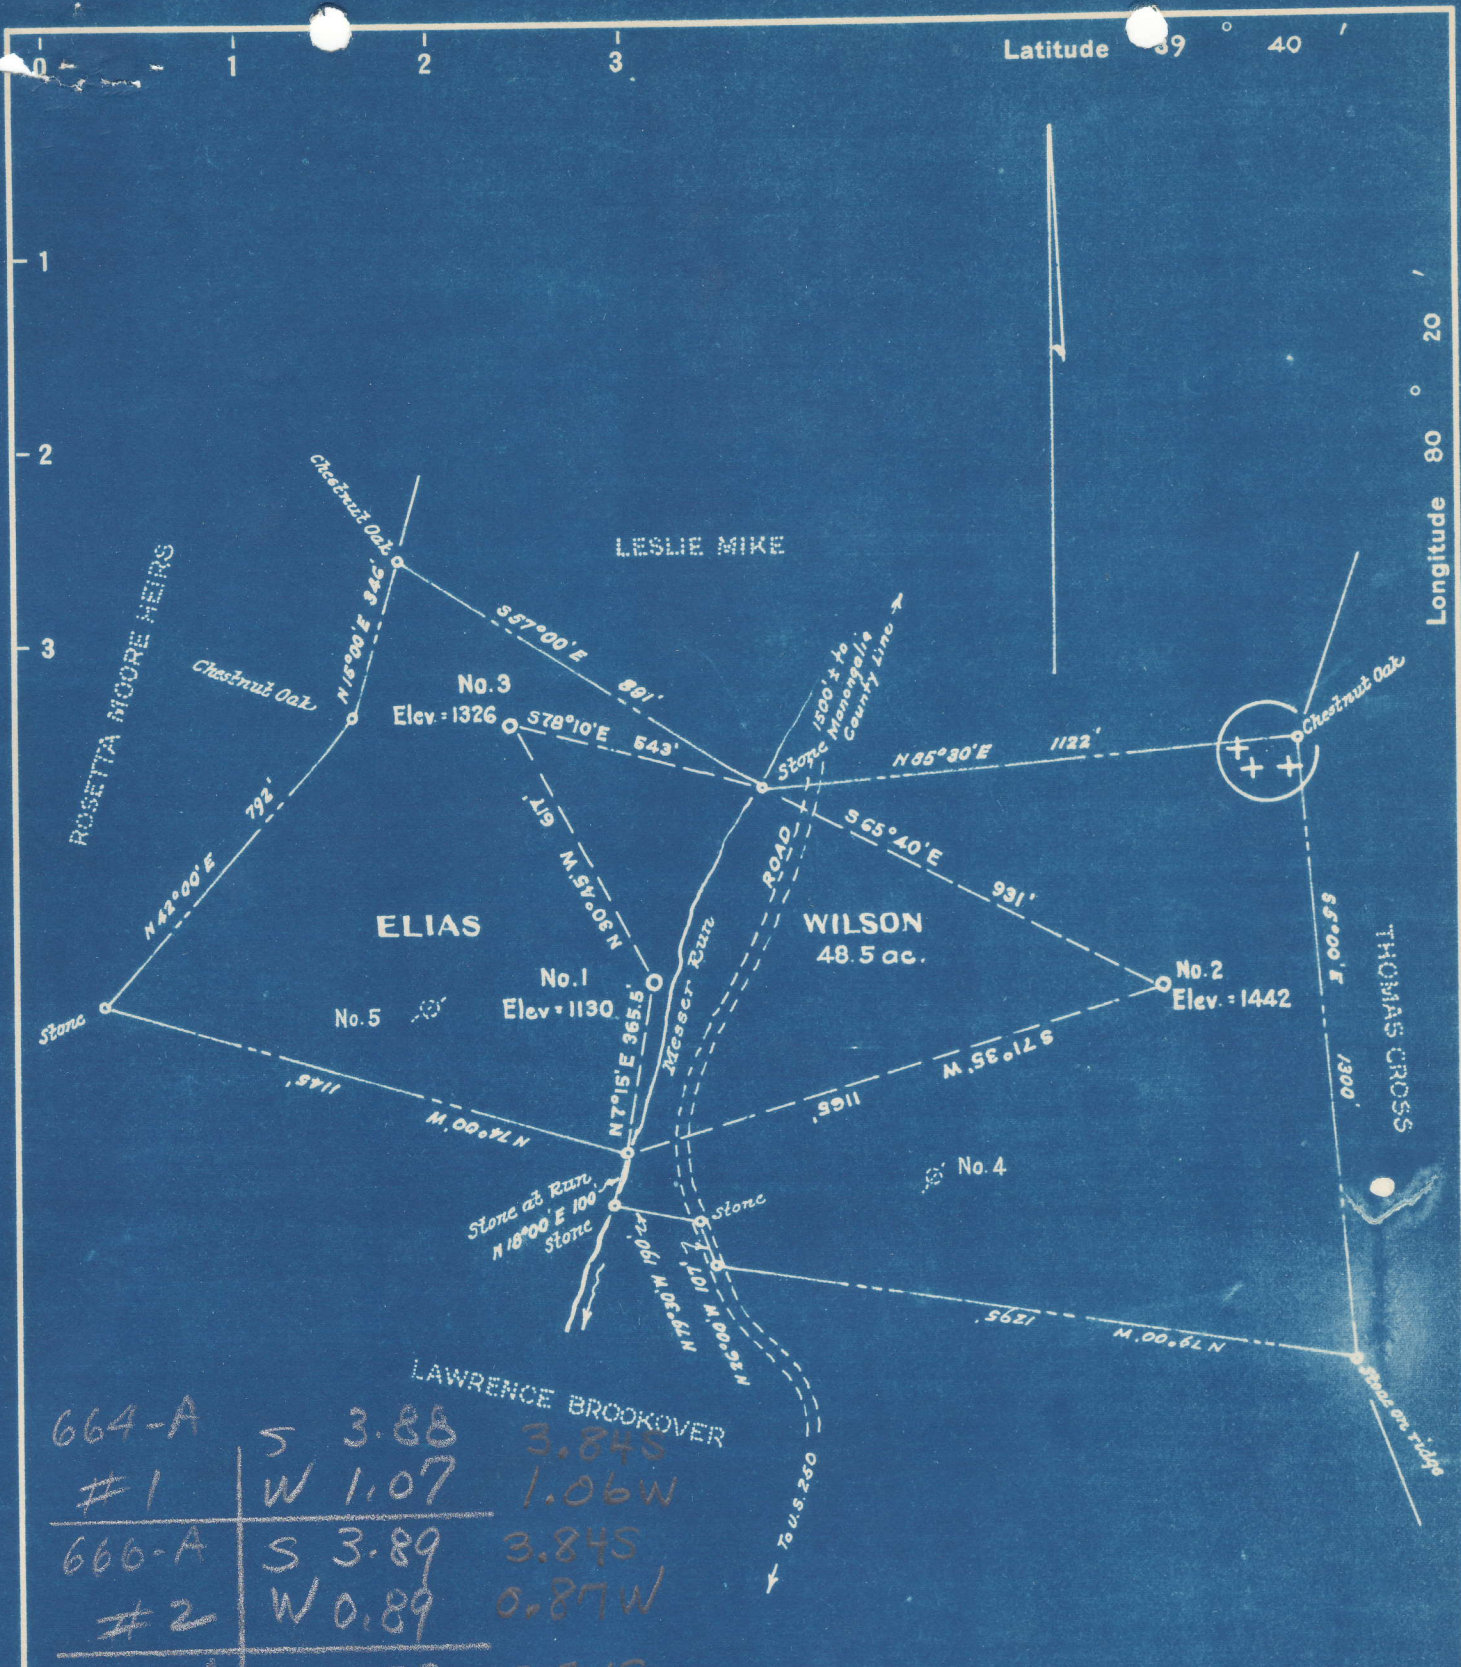 0 1 2 3
Latitude 39 ° 40 '
1
2
3
Longitude 80 ° 20 '
Chestnut Oak
LESLIE MIKE
ROSETTA MOORE HEIRS
N 15°00' E 346'
S 57°00' E
881'
Chestnut Oak
No. 3
Elev. = 1326
S 78°10' E 543'
Stone
1500'± to
Monongalia
County Line
N 85°30' E 1122'
Chestnut Oak
792'
N 42°00' E
617'
N 30°45' W
ROAD
S 65°40' E
931'
ELIAS
WILSON
48.5 ac.
Messer Run
No. 1
Elev = 1130
No. 2
Elev. = 1442
S 5°00' E
1300'
THOMAS CROSS
Stone
No. 5
N 7°15' E 365.5'
S 71°35' W
1165'
1145'
N 74°00' W
No. 4
Stone at Run
N 18°00' E 100
Stone
Stone
N 79°30' W 190'
N 26°00' W 107'
1295'
N 79°00' W
on ridge
LAWRENCE BROOKOVER
To U.S. 250
664-A S 3.88 3.84S
#1 W 1.07 1.06W
666-A S 3.89 3.84S
#2 W 0.89 0.87W